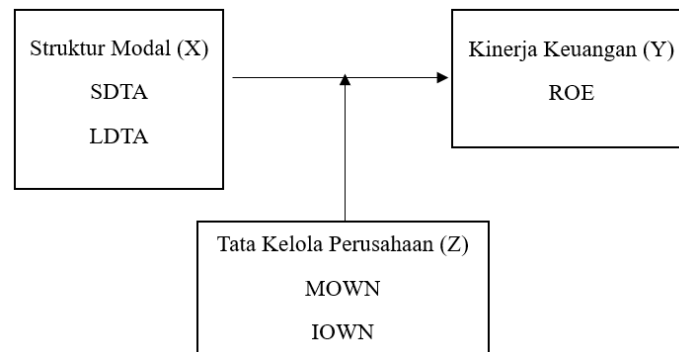 Struktur Modal (X)
SDTA
LDTA
Kinerja Keuangan (Y)
ROE
Tata Kelola Perusahaan (Z)
MOWN
IOWN